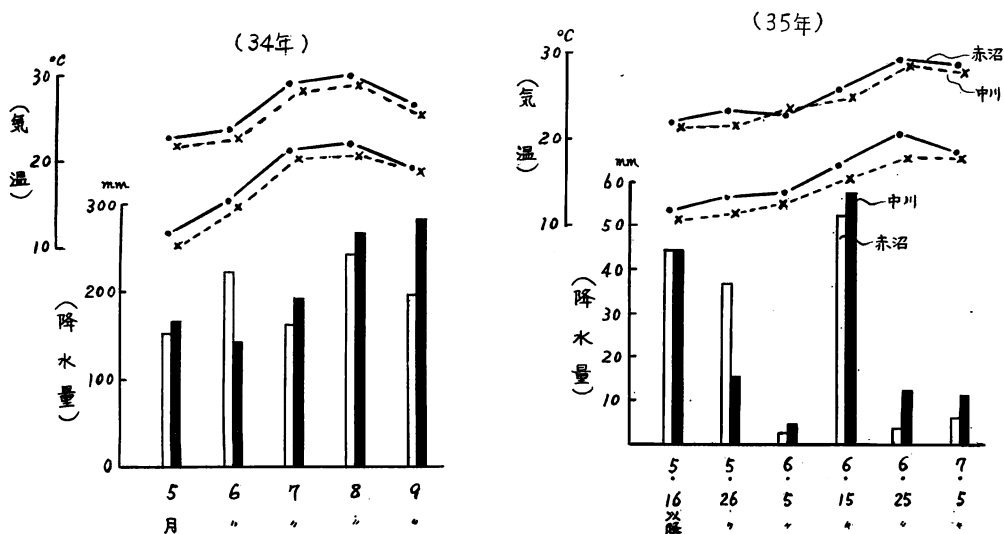 (34年)
°C
30
20
10
(気温)
mm
300
200
100
0
(降水量)
5 6 7 8 9
月 〃 〃 〃 〃
(35年)
°C
30
20
10
(気温)
赤沼
中川
mm
60
50
40
30
20
10
(降水量)
中川
赤沼
5・16以降
5・26〃
6・5〃
6・15〃
6・25〃
7・5〃